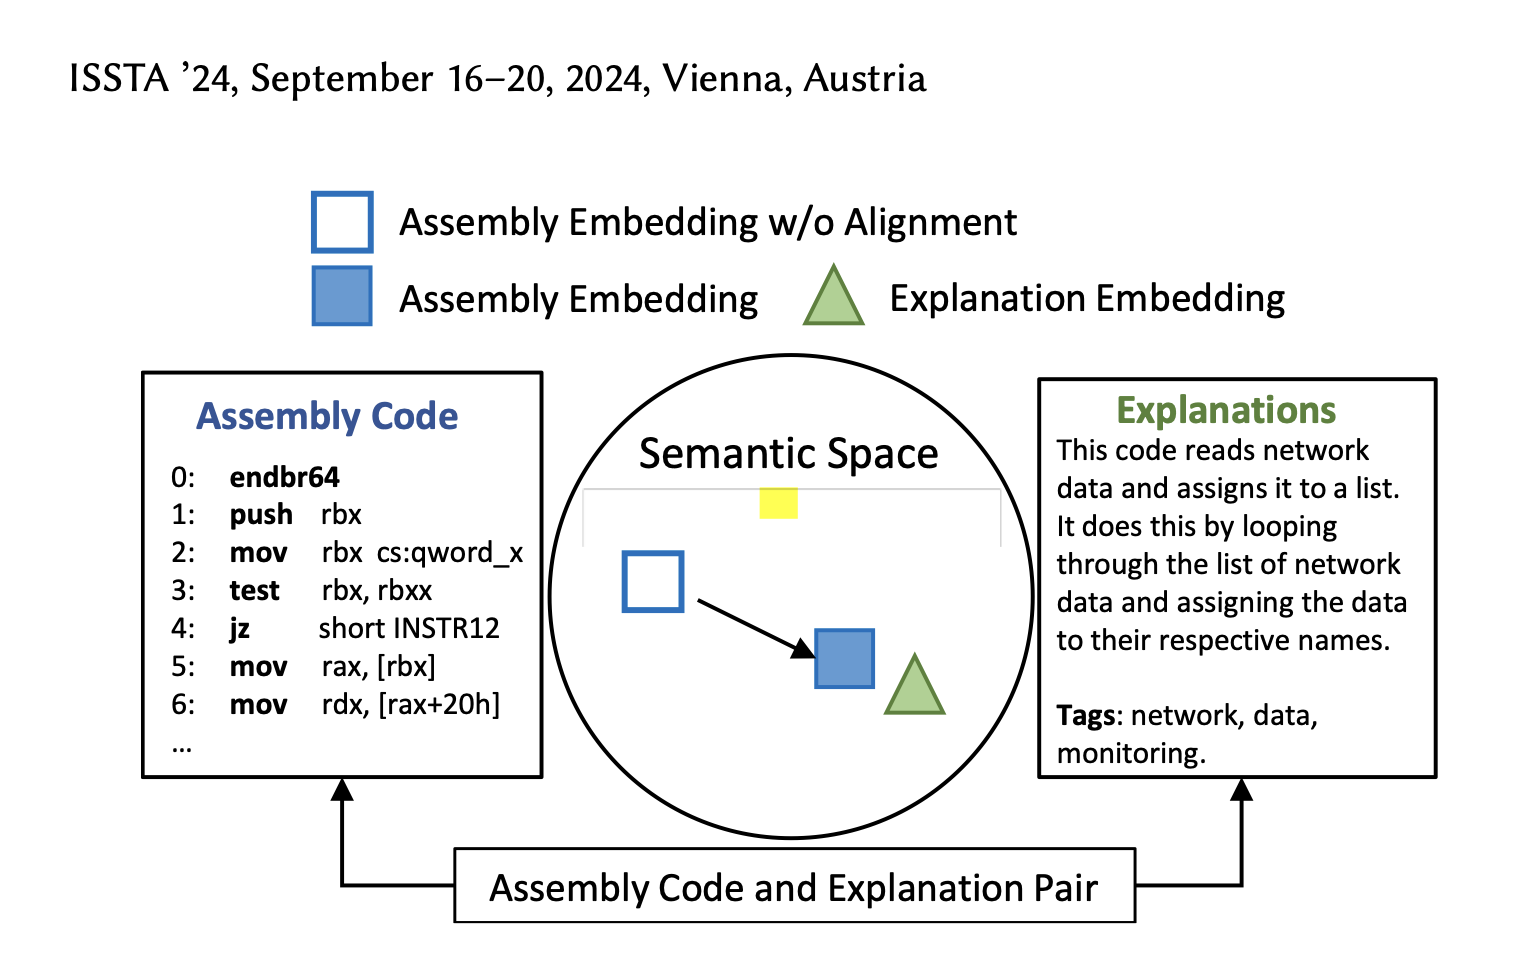 ISSTA ’24, September 16–20, 2024, Vienna, Austria
Assembly Embedding w/o Alignment
Assembly Embedding
Explanation Embedding
Assembly Code
0: endbr64
1: push rbx
2: mov rbx cs:qword_x
3: test rbx, rbxx
4: jz short INSTR12
5: mov rax, [rbx]
6: mov rdx, [rax+20h]
...
Semantic Space
Explanations
This code reads network
data and assigns it to a list.
It does this by looping
through the list of network
data and assigning the data
to their respective names.
Tags: network, data,
monitoring.
Assembly Code and Explanation Pair